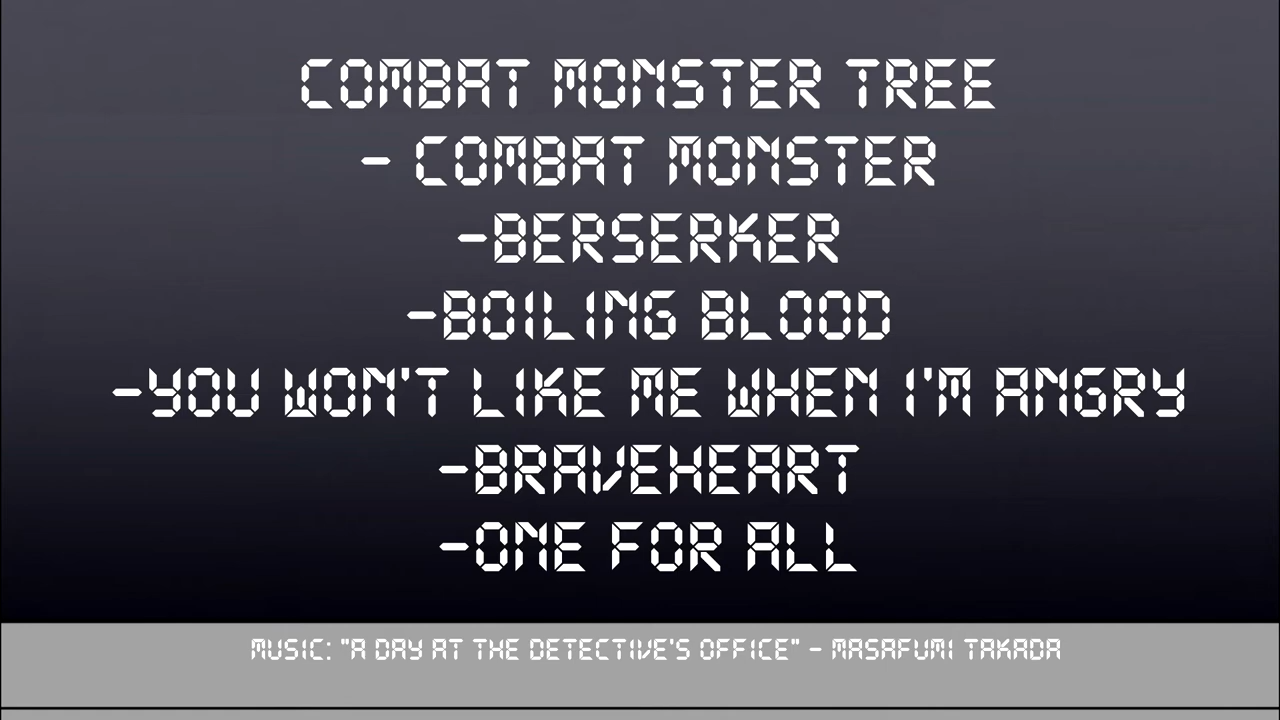 COMBAT MONSTER TREE
- COMBAT MONSTER
-BERSERKER
-BOILING BLOOD
-YOU WON'T LIKE ME WHEN I'M ANGRY
-BRAVEHEART
-ONE FOR ALL
MUSIC: "A DAY AT THE DETECTIVE'S OFFICE" - MASAFUMI TAKADA